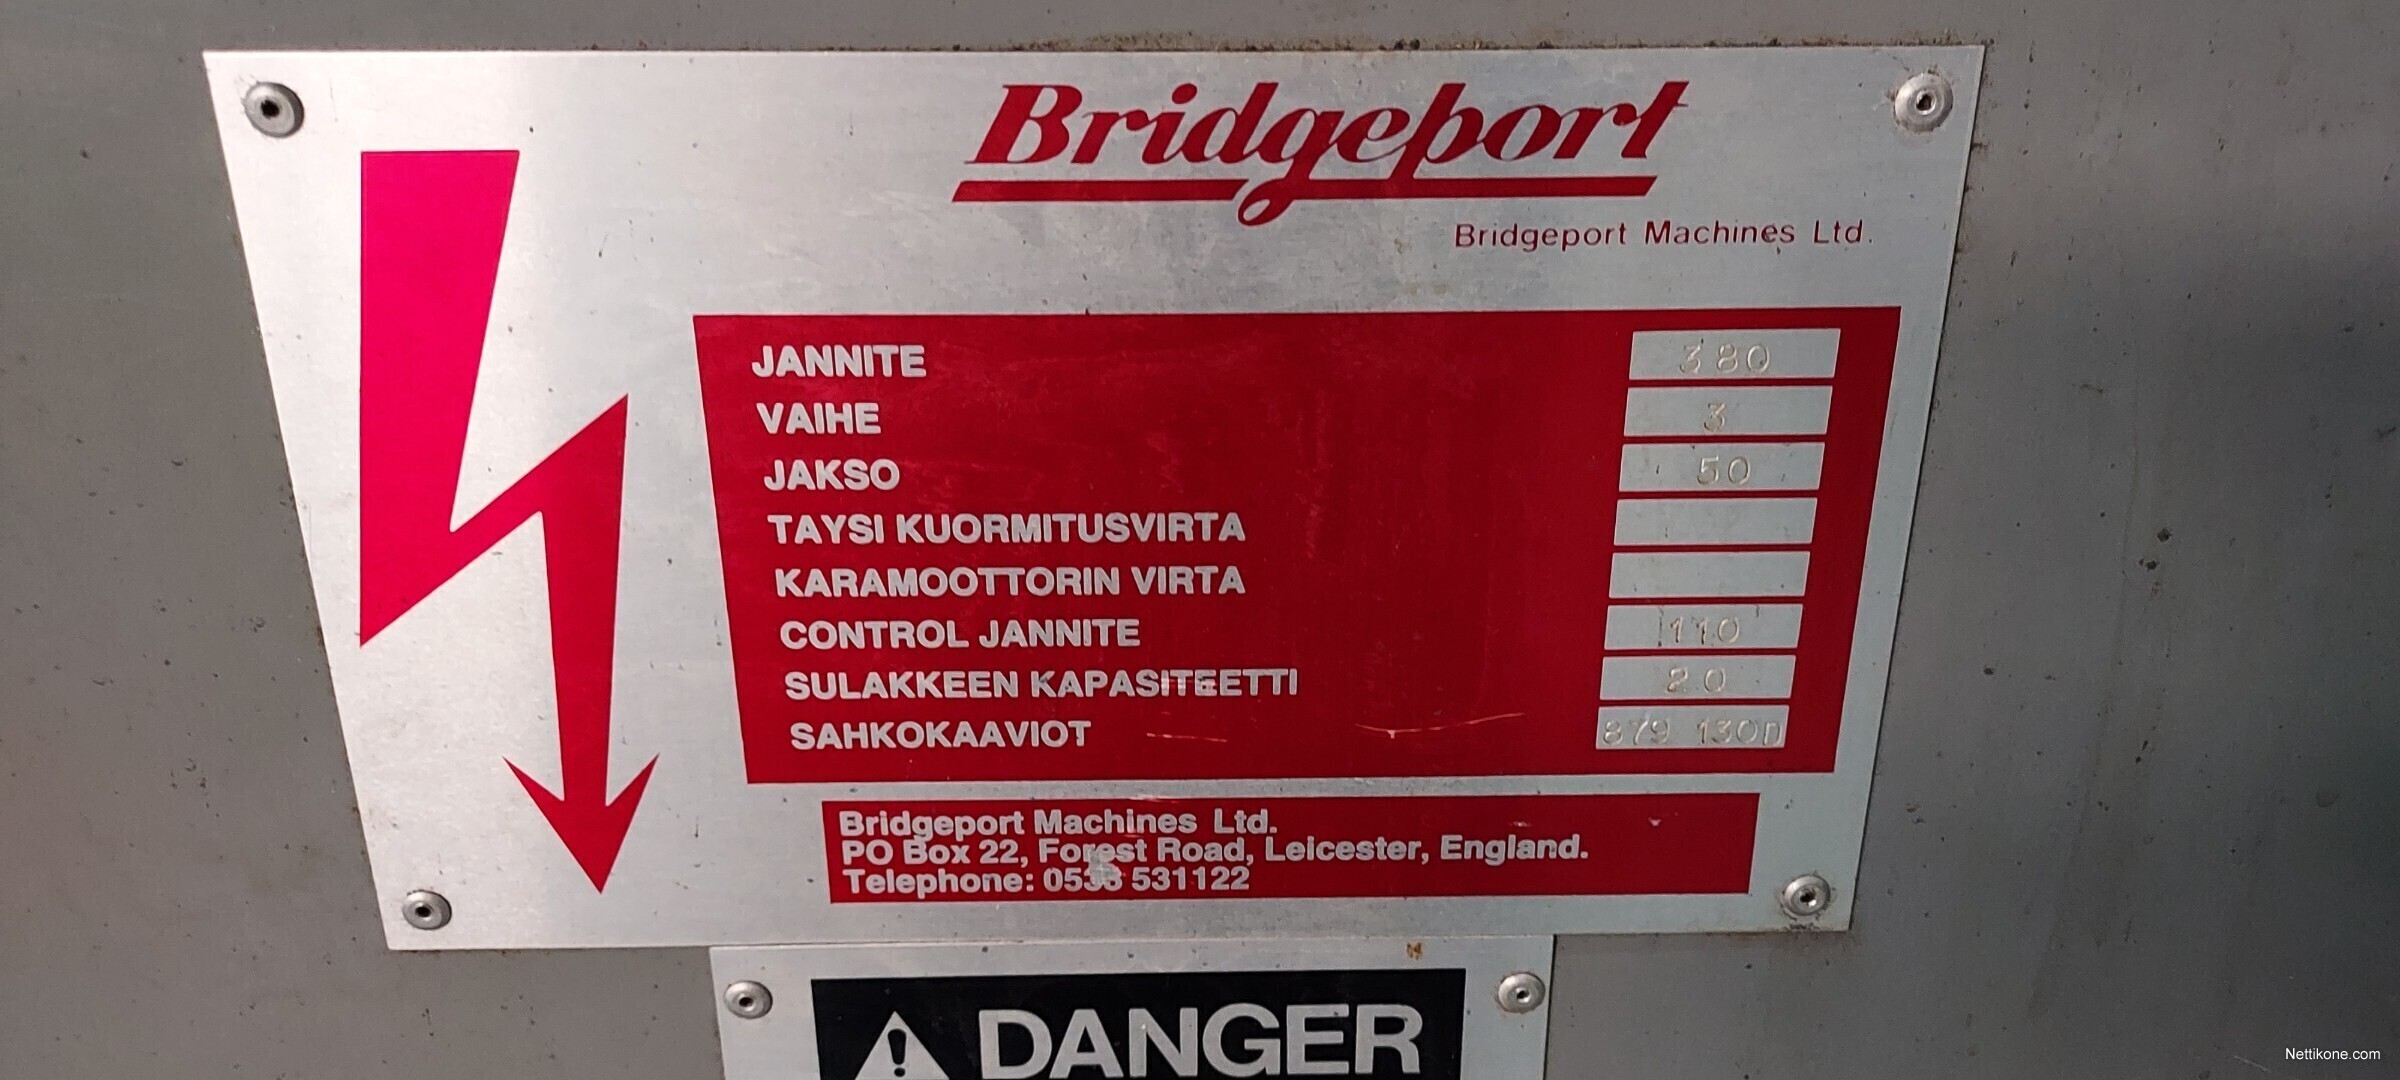 Bridgeport
Bridgeport Machines Ltd.
JANNITE 380
VAIHE 3
JAKSO 50
TAYSI KUORMITUSVIRTA
KARAMOOTTORIN VIRTA
CONTROL JANNITE 110
SULAKKEEN KAPASITEETTI 20
SAHKOKAAVIOT 879 130D
Bridgeport Machines Ltd.
PO Box 22, Forest Road, Leicester, England.
Telephone: 0533 531122
DANGER
Nettikone.com